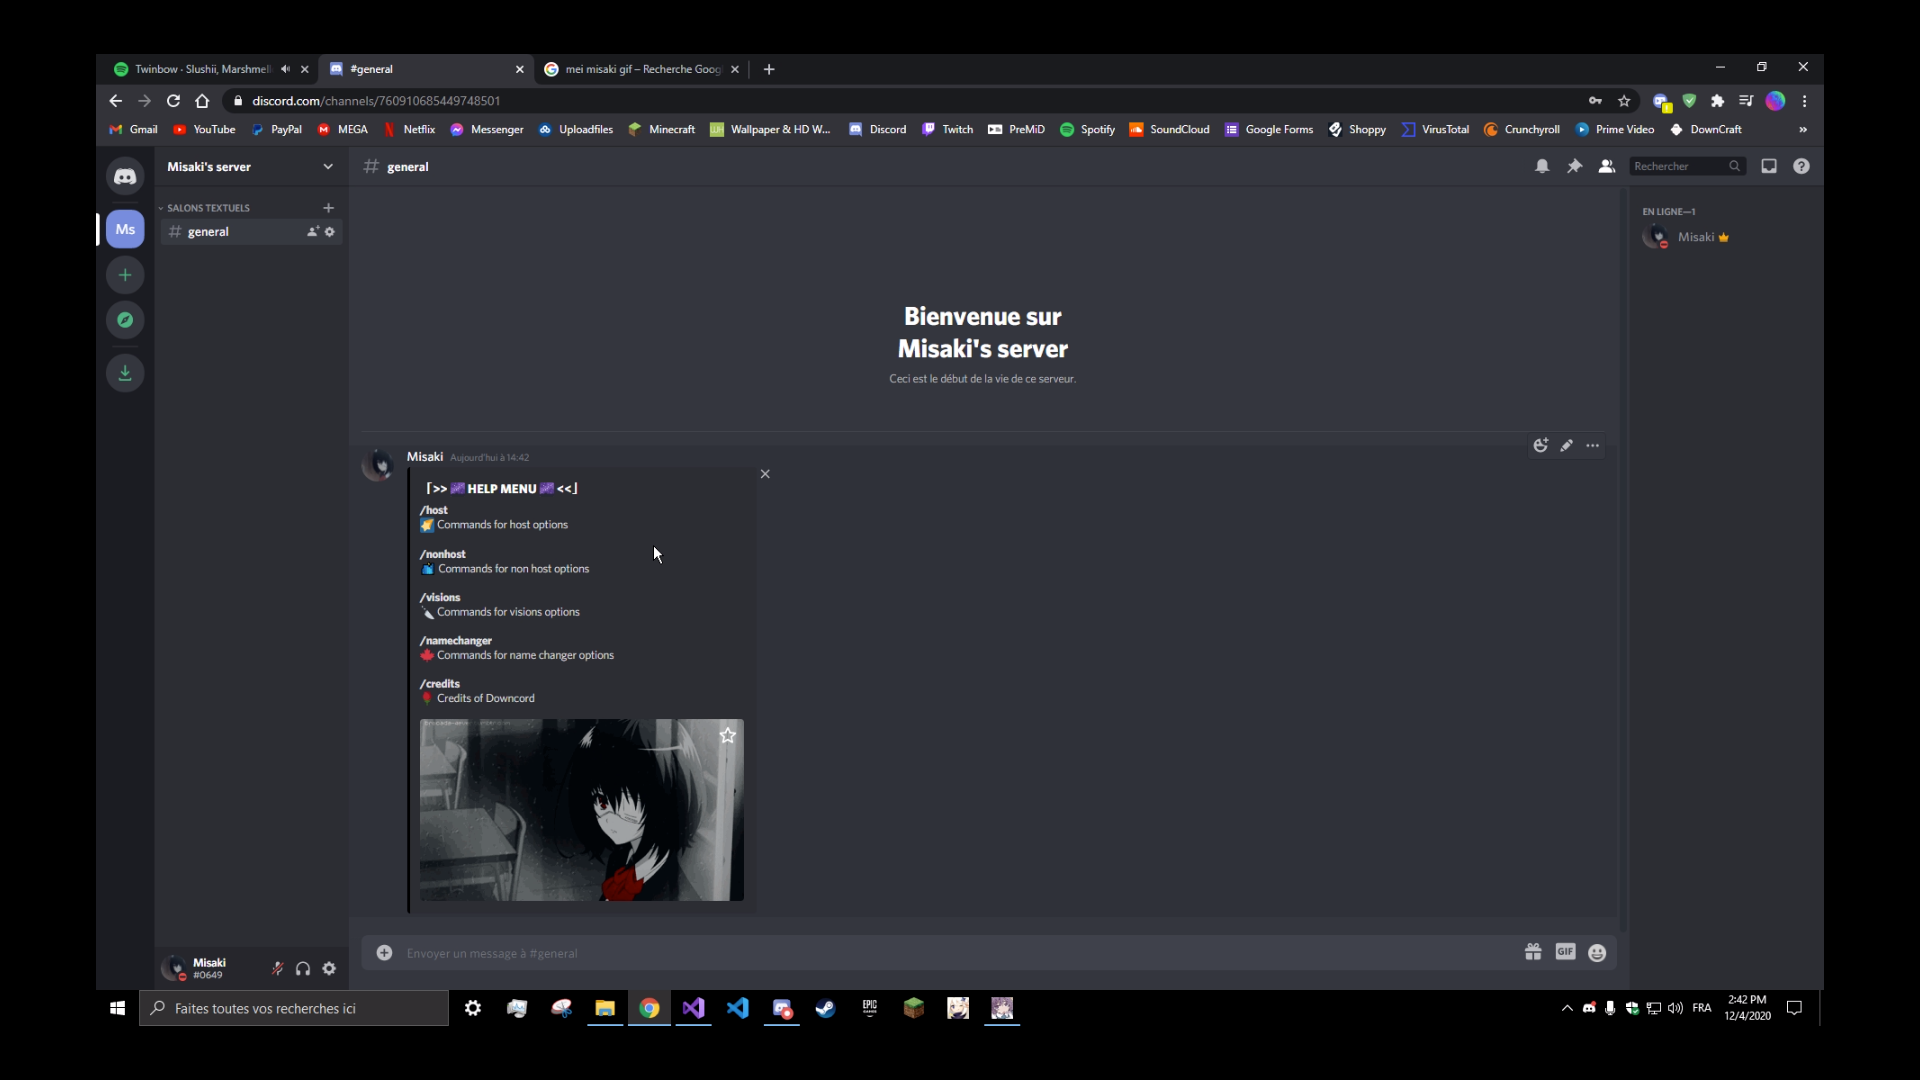 Twinbow - Slushii, Marshmell
#general
mei misaki gif – Recherche Goog
discord.com/channels/760910685449748501
Gmail
YouTube
PayPal
MEGA
Netflix
Messenger
Uploadfiles
Minecraft
Wallpaper & HD W...
Discord
Twitch
PreMiD
Spotify
SoundCloud
Google Forms
Shoppy
VirusTotal
Crunchyroll
Prime Video
DownCraft
»
Misaki's server
# general
Rechercher
SALONS TEXTUELS
Ms
# general
EN LIGNE—1
Misaki
Bienvenue sur
Misaki's server
Ceci est le début de la vie de ce serveur.
Misaki Aujourd'hui à 14:42
⌈>> HELP MENU <<⌋
/host
Commands for host options
/nonhost
Commands for non host options
/visions
Commands for visions options
/namechanger
Commands for name changer options
/credits
Credits of Downcord
Envoyer un message à #general
GIF
Misaki
#0649
Faites toutes vos recherches ici
EPIC
GAMES
FRA
2:42 PM
12/4/2020